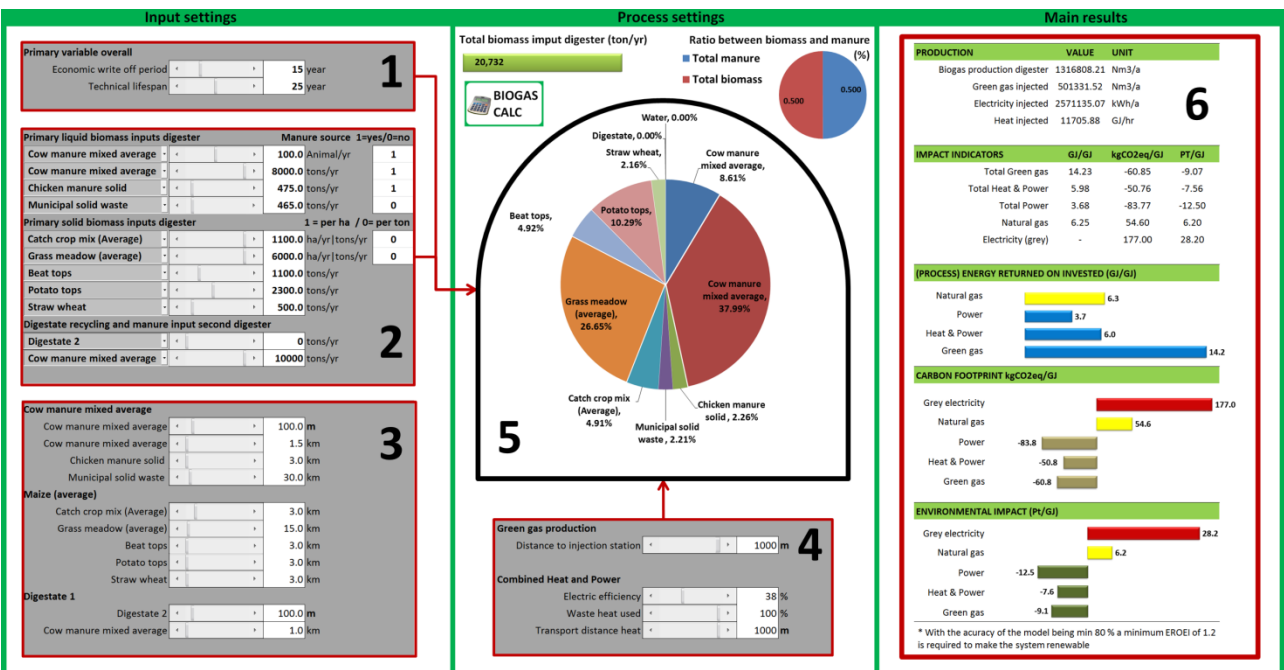 Input settings
Primary variable overall
Economic write off period 15 year
Technical lifespan 25 year
1
Primary liquid biomass inputs digester Manure source 1=yes/0=no
Cow manure mixed average 100.0 Animal/yr 1
Cow manure mixed average 8000.0 tons/yr 1
Chicken manure solid 475.0 tons/yr 1
Municipal solid waste 465.0 tons/yr 0
Primary solid biomass inputs digester 1 = per ha / 0= per ton
Catch crop mix (Average) 1100.0 ha/yr|tons/yr 0
Grass meadow (average) 6000.0 ha/yr|tons/yr 0
Beat tops 1100.0 tons/yr
Potato tops 2300.0 tons/yr
Straw wheat 500.0 tons/yr
Digestate recycling and manure input second digester
Digestate 2 0 tons/yr
Cow manure mixed average 10000 tons/yr
2
Cow manure mixed average
Cow manure mixed average 100.0 m
Cow manure mixed average 1.5 km
Chicken manure solid 3.0 km
Municipal solid waste 30.0 km
Maize (average)
Catch crop mix (Average) 3.0 km
Grass meadow (average) 15.0 km
Beat tops 3.0 km
Potato tops 3.0 km
Straw wheat 3.0 km
Digestate 1
Digestate 2 100.0 m
Cow manure mixed average 1.0 km
3
Process settings
Total biomass imput digester (ton/yr)
20,732
BIOGAS
CALC
Ratio between biomass and manure
(%)
Total manure
Total biomass
0.500
0.500
Water, 0.00%
Digestate, 0.00%
Straw wheat,
2.16%
Cow manure
mixed average,
8.61%
Potato tops,
10.29%
Beat tops,
4.92%
Cow manure
mixed average,
37.99%
Grass meadow
(average),
26.65%
Catch crop mix
(Average),
4.91%
Chicken manure
solid, 2.26%
Municipal solid
waste , 2.21%
5
Green gas production
Distance to injection station 1000 m
Combined Heat and Power
Electric efficiency 38 %
Waste heat used 100 %
Transport distance heat 1000 m
4
Main results
PRODUCTION VALUE UNIT
Biogas production digester 1316808.21 Nm3/a
Green gas injected 501331.52 Nm3/a
Electricity injected 2571135.07 kWh/a
Heat injected 11705.88 GJ/hr
6
IMPACT INDICATORS GJ/GJ kgCO2eq/GJ PT/GJ
Total Green gas 14.23 -60.85 -9.07
Total Heat & Power 5.98 -50.76 -7.56
Total Power 3.68 -83.77 -12.50
Natural gas 6.25 54.60 6.20
Electricity (grey) - 177.00 28.20
(PROCESS) ENERGY RETURNED ON INVESTED (GJ/GJ)
Natural gas 6.3
Power 3.7
Heat & Power 6.0
Green gas 14.2
CARBON FOOTPRINT kgCO2eq/GJ
Grey electricity 177.0
Natural gas 54.6
Power -83.8
Heat & Power -50.8
Green gas -60.8
ENVIRONMENTAL IMPACT (Pt/GJ)
Grey electricity 28.2
Natural gas 6.2
Power -12.5
Heat & Power -7.6
Green gas -9.1
* With the acuracy of the model being min 80 % a minimum EROEI of 1.2
is required to make the system renewable